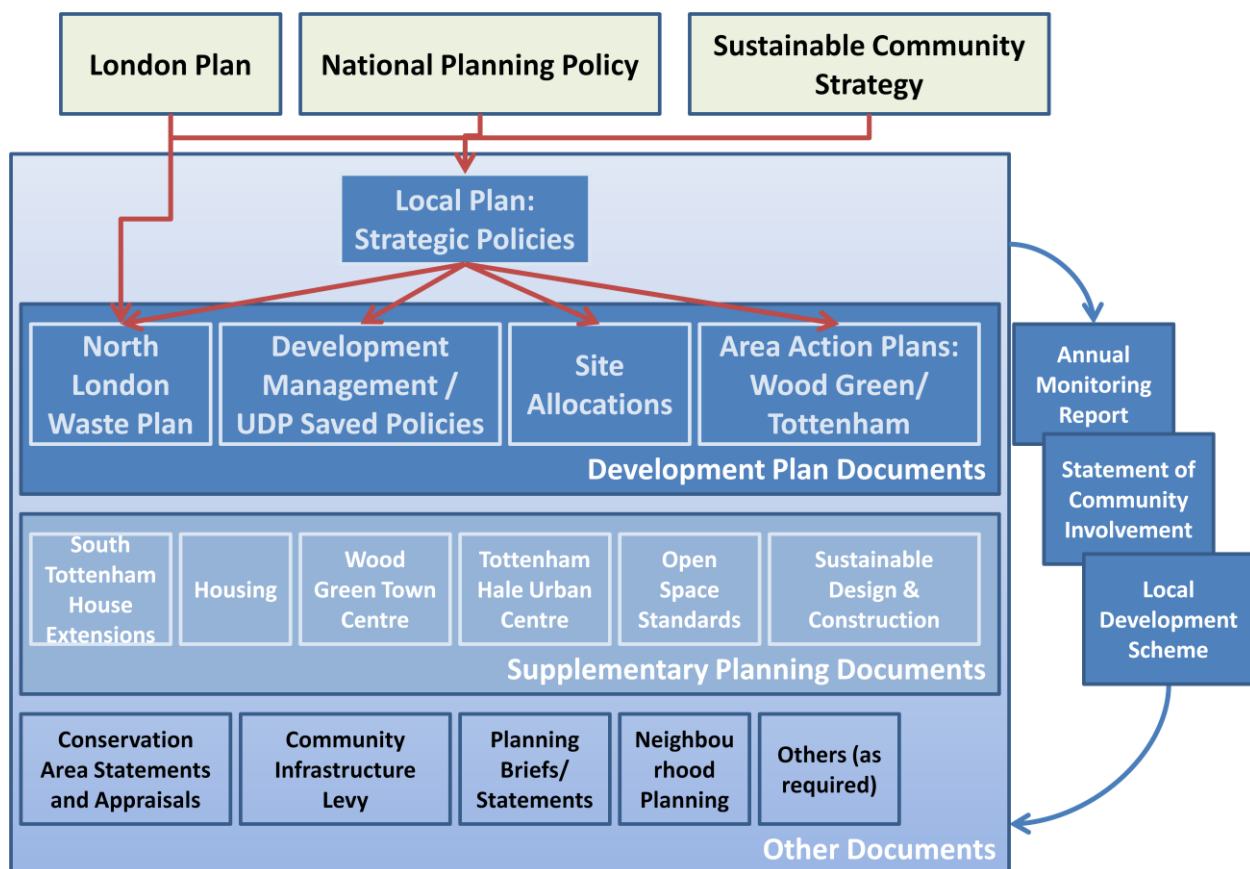 London Plan
National Planning Policy
Sustainable Community
Strategy
Local Plan:
Strategic Policies
North
London
Waste Plan
Development
Management /
UDP Saved Policies
Site
Allocations
Area Action Plans:
Wood Green/
Tottenham
Development Plan Documents
South
Tottenham
House
Extensions
Housing
Wood
Green Town
Centre
Tottenham
Hale Urban
Centre
Open
Space
Standards
Sustainable
Design &
Construction
Supplementary Planning Documents
Conservation
Area Statements
and Appraisals
Community
Infrastructure
Levy
Planning
Briefs/
Statements
Neighbou
rhood
Planning
Others (as
required)
Other Documents
Annual
Monitoring
Report
Statement of
Community
Involvement
Local
Development
Scheme